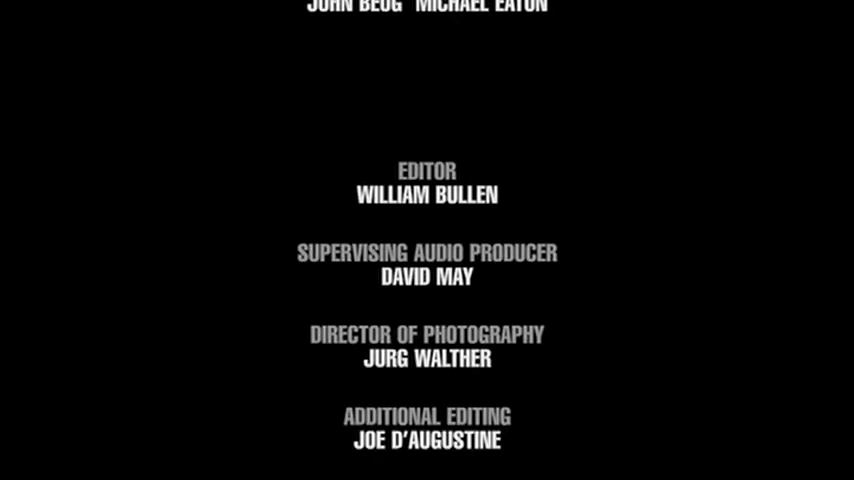 JOHN BEUG MICHAEL EATON
EDITOR
WILLIAM BULLEN
SUPERVISING AUDIO PRODUCER
DAVID MAY
DIRECTOR OF PHOTOGRAPHY
JURG WALTHER
ADDITIONAL EDITING
JOE D'AUGUSTINE